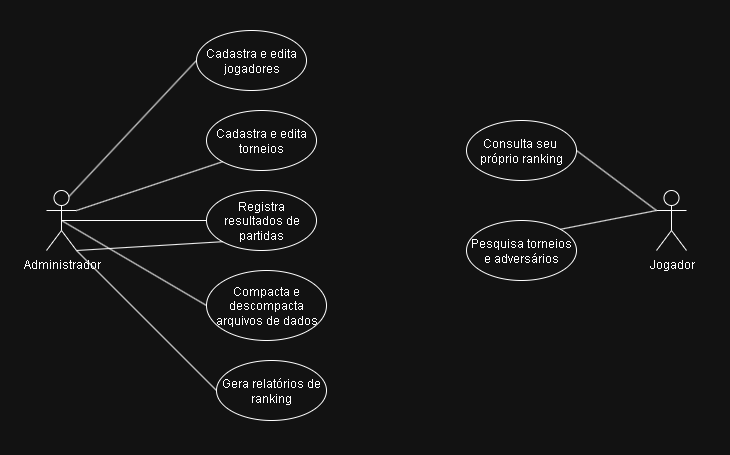 Cadastra e edita
jogadores
Cadastra e edita
torneios
Registra
resultados de
partidas
Compacta e
descompacta
arquivos de dados
Gera relatórios de
ranking
Administrador
Consulta seu
próprio ranking
Pesquisa torneios
e adversários
Jogador